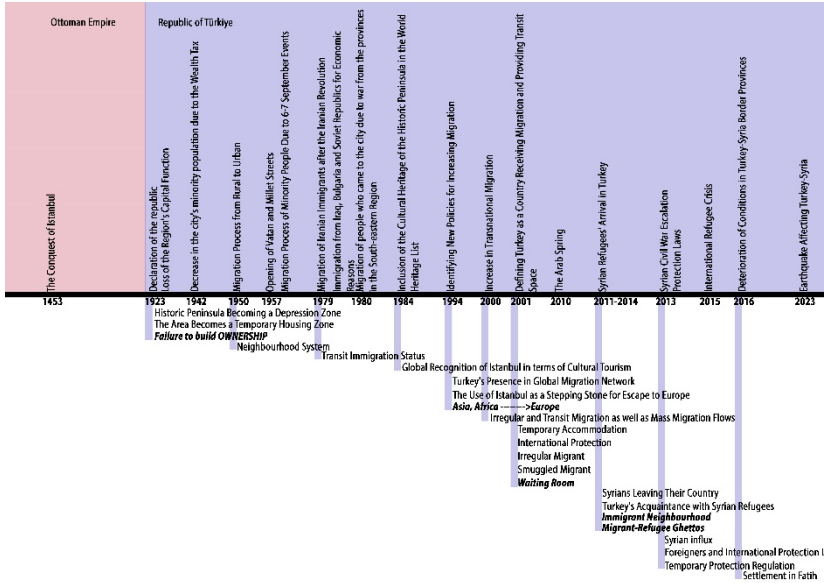 Ottoman Empire
Republic of Türkiye
The Conquest of Istanbul
Declaration of the republic
Loss of the Region's Capital Function
Decrease in the city's minority population due to the Wealth Tax
Migration Process from Rural to Urban
Opening of Vatan and Millet Streets
Migration Process of Minority People Due to 6-7 September Events
Migration of Iranian Immigrants after the Iranian Revolution
Immigration from Iraq, Bulgaria and Soviet Republics for Economic
Reasons
Migration of people who came to the city due to war from the provinces
in the South-eastern Region
Inclusion of the Cultural Heritage of the Historic Peninsula in the World
Heritage List
Identifying New Policies for Increasing Migration
Increase in Transnational Migration
Defining Turkey as a Country Receiving Migration and Providing Transit
Space
The Arab Spring
Syrian Refugees' Arrival in Turkey
Syrian Civil War Escalation
Protection Laws
International Refugee Crisis
Deterioration of Conditions in Turkey-Syria Border Provinces
Earthquake Affecting Turkey-Syria
1453 1923 1942 1950 1957 1979 1980 1984 1994 2000 2001 2010 2011-2014 2013 2015 2016 2023
Historic Peninsula Becoming a Depression Zone
The Area Becomes a Temporary Housing Zone
Failure to build OWNERSHIP
Neighbourhood System
Transit Immigration Status
Global Recognition of Istanbul in terms of Cultural Tourism
Turkey's Presence in Global Migration Network
The Use of Istanbul as a Stepping Stone for Escape to Europe
Asia, Africa -------->Europe
Irregular and Transit Migration as well as Mass Migration Flows
Temporary Accommodation
International Protection
Irregular Migrant
Smuggled Migrant
Waiting Room
Syrians Leaving Their Country
Turkey's Acquaintance with Syrian Refugees
Immigrant Neighbourhood
Migrant-Refugee Ghettos
Syrian influx
Foreigners and International Protection L
Temporary Protection Regulation
Settlement in Fatih